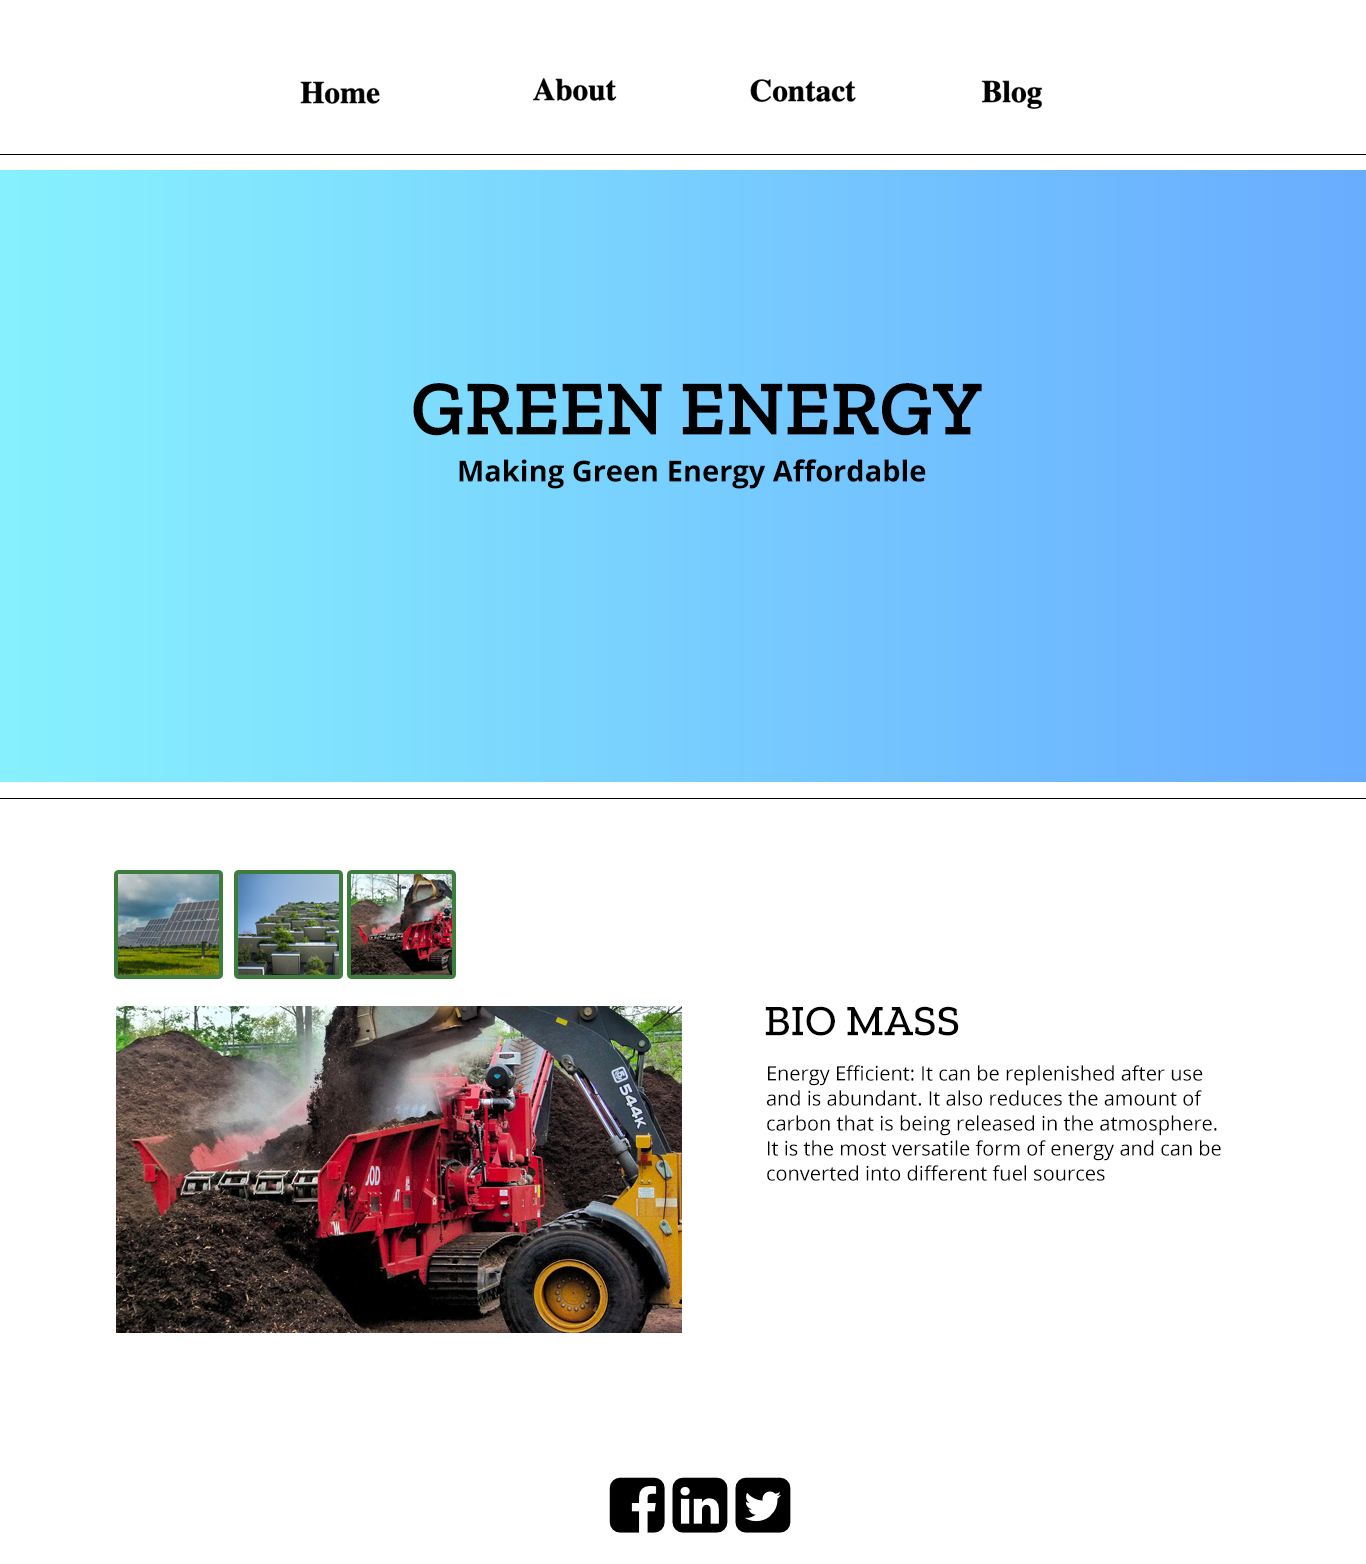 Home About Contact Blog
GREEN ENERGY
Making Green Energy Affordable
BIO MASS
Energy Efficient: It can be replenished after use
and is abundant. It also reduces the amount of
carbon that is being released in the atmosphere.
It is the most versatile form of energy and can be
converted into different fuel sources
544K